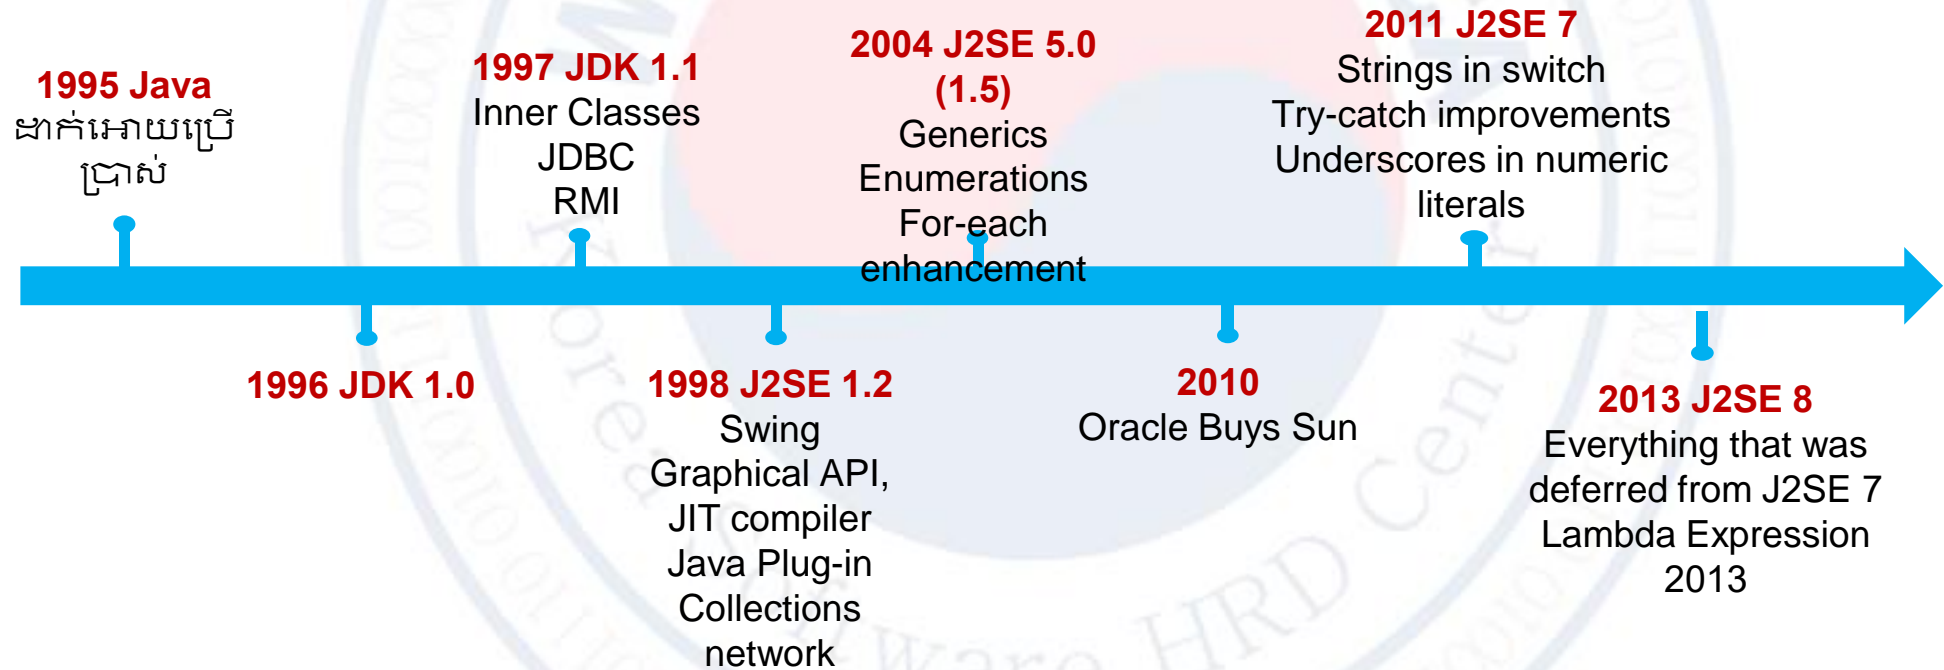 1995 Java
ដាក់អោយប្រើ
ប្រាស់
1996 JDK 1.0
1997 JDK 1.1
Inner Classes
JDBC
RMI
1998 J2SE 1.2
Swing
Graphical API,
JIT compiler
Java Plug-in
Collections
network
2004 J2SE 5.0
(1.5)
Generics
Enumerations
For-each
enhancement
2010
Oracle Buys Sun
2011 J2SE 7
Strings in switch
Try-catch improvements
Underscores in numeric
literals
2013 J2SE 8
Everything that was
deferred from J2SE 7
Lambda Expression
2013
Korea
Ware HRD Center